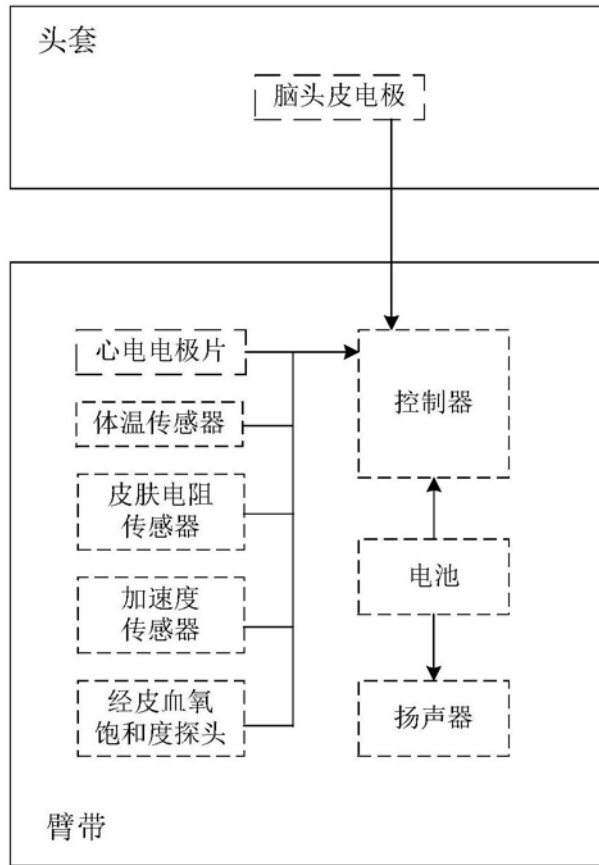 头套
脑头皮电极
心电电极片
体温传感器
皮肤电阻
传感器
加速度
传感器
经皮血氧
饱和度探头
控制器
电池
扬声器
臂带